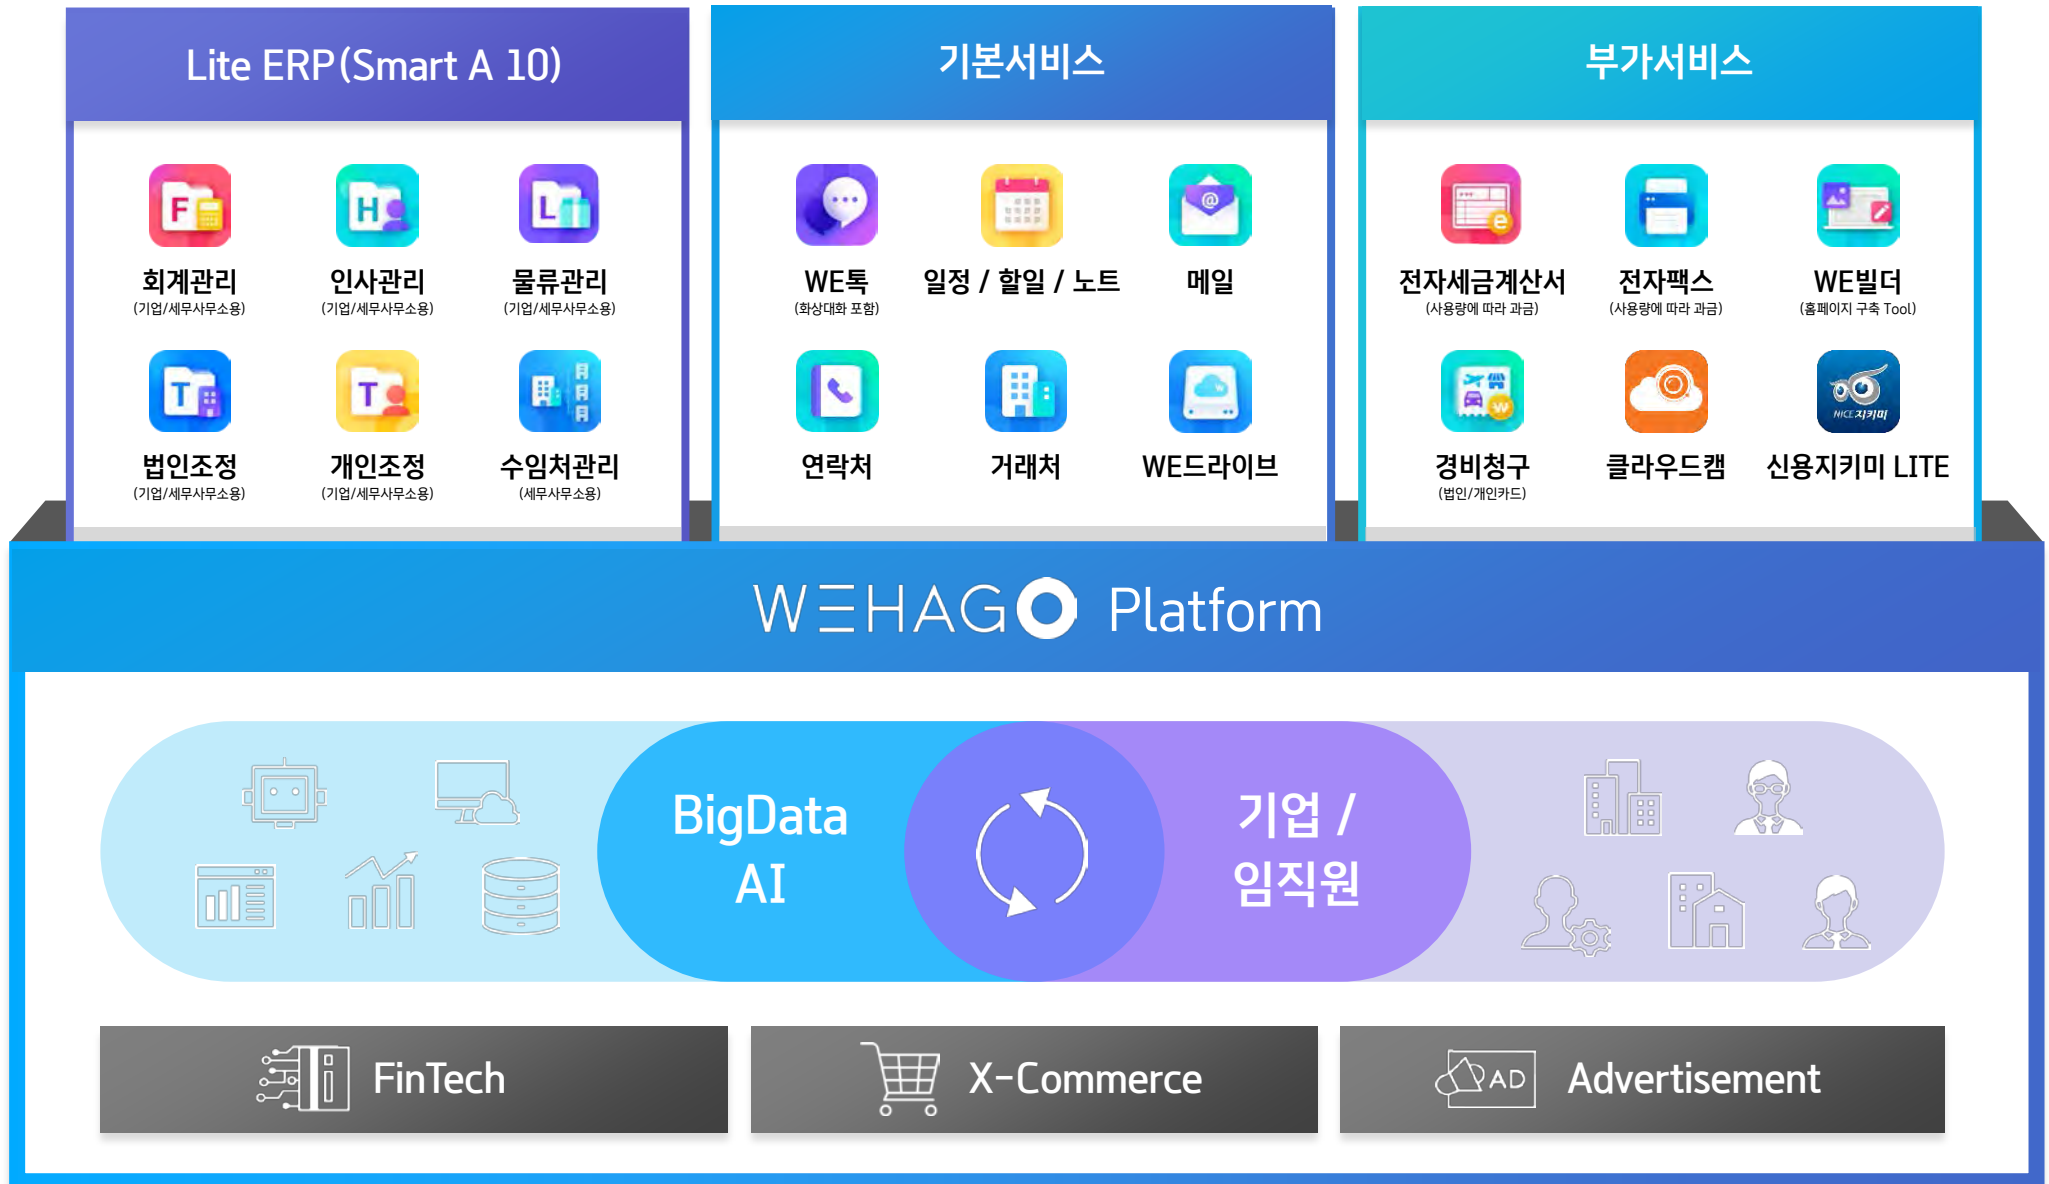 Lite ERP(Smart A 10)
회계관리
(기업/세무사무소용)
인사관리
(기업/세무사무소용)
물류관리
(기업/세무사무소용)
법인조정
(기업/세무사무소용)
개인조정
(기업/세무사무소용)
수임처관리
(세무사무소용)
기본서비스
WE톡
(화상대화 포함)
일정 / 할일 / 노트
메일
연락처
거래처
WE드라이브
부가서비스
전자세금계산서
(사용량에 따라 과금)
전자팩스
(사용량에 따라 과금)
WE빌더
(홈페이지 구축 Tool)
경비청구
(법인/개인카드)
클라우드캠
NICE 지키미
신용지키미 LITE
WEHAGO Platform
BigData
AI
기업 /
임직원
FinTech
X-Commerce
AD
Advertisement